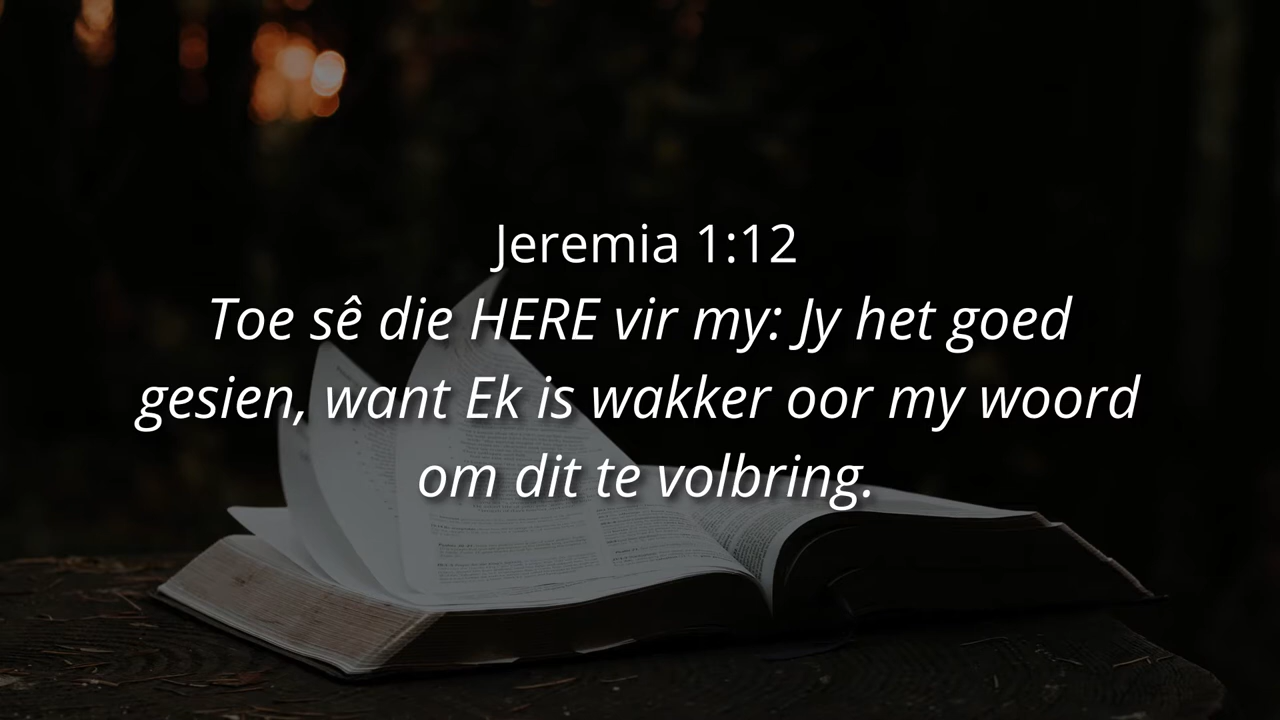 Jeremia 1:12
Toe sê die HERE vir my: Jy het goed
gesien, want Ek is wakker oor my woord
om dit te volbring.